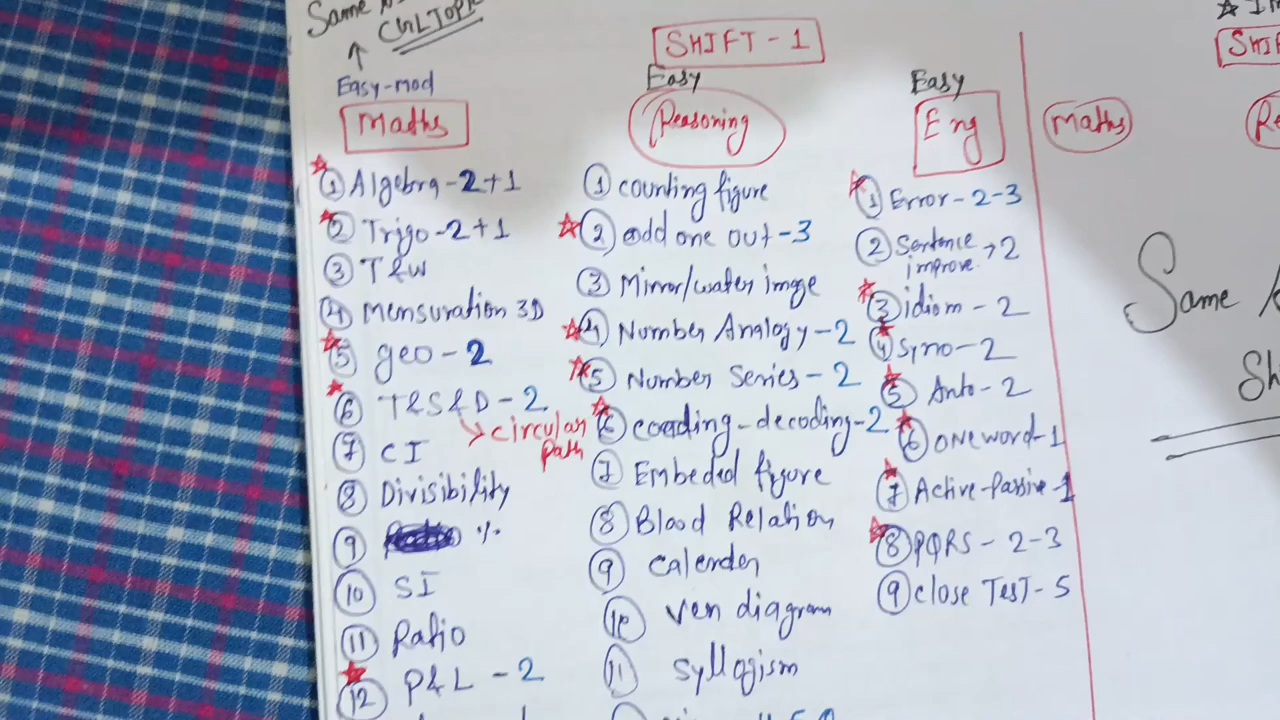 Same
Ch&Topic
SHIFT-1
Easy-mod
Maths
① Algebra-2+1
② Trigo-2+1
③ T&W
④ Mensuration 3D
⑤ geo-2
⑥ T&S&D-2
circular
path
⑦ CI
⑧ Divisibility
⑨ %
⑩ SI
⑪ Ratio
⑫ P&L-2
Easy
Reasoning
① counting figure
② odd one out-3
③ Mirror/water image
④ Number Analogy-2
⑤ Number Series-2
⑥ coading-decoding-2
⑦ Embeded figure
⑧ Blood Relation
⑨ Calender
⑩ Ven diagram
⑪ Syllogism
Easy
Eng
① Error-2-3
② Sentence
improve. → 2
③ idiom-2
④ Syno-2
⑤ Anto-2
⑥ one word-1
⑦ Active-Passive-1
⑧ PQRS-2-3
⑨ Close Test-5
Maths
Same